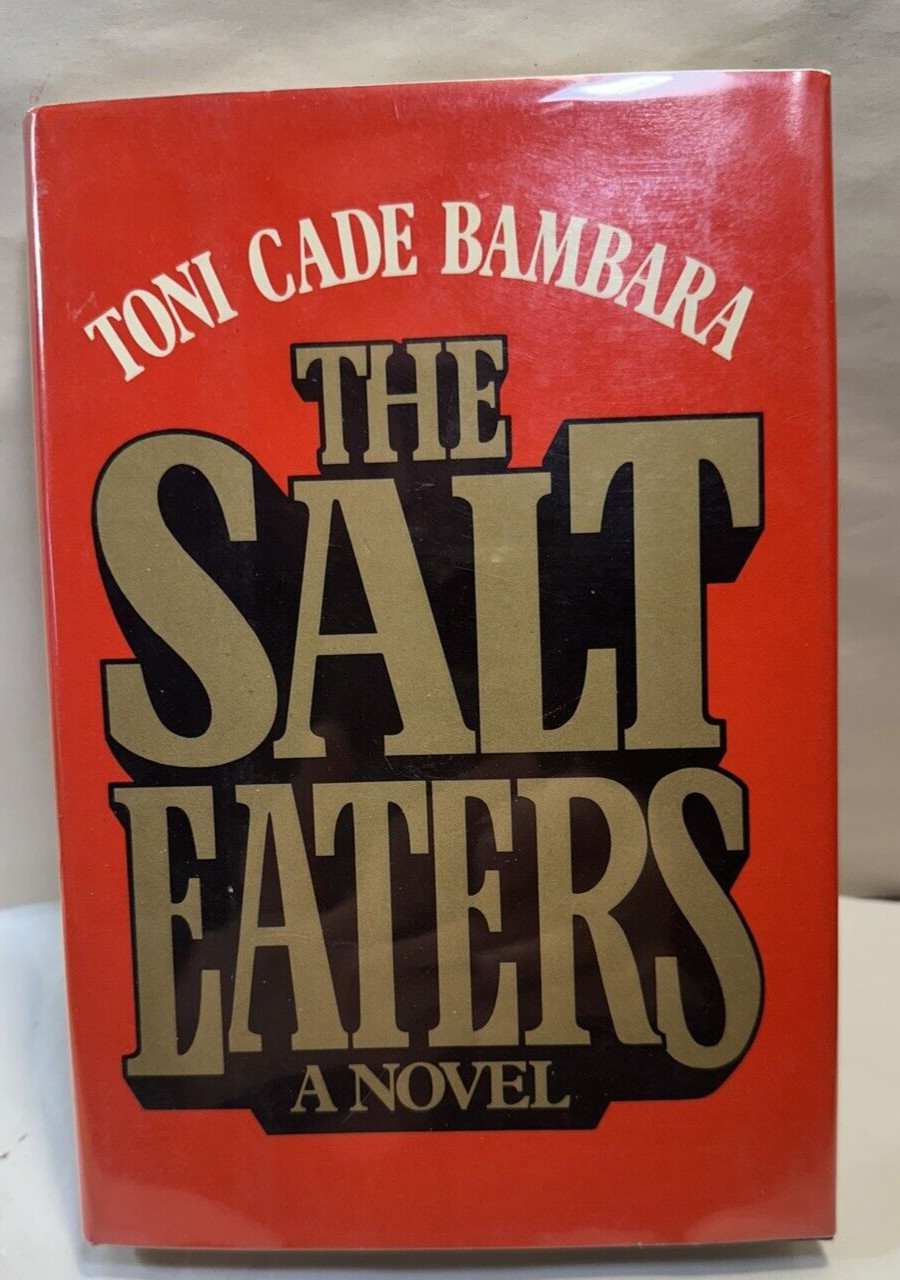 TONI CADE BAMBARA
THE
SALT
EATERS
A NOVEL